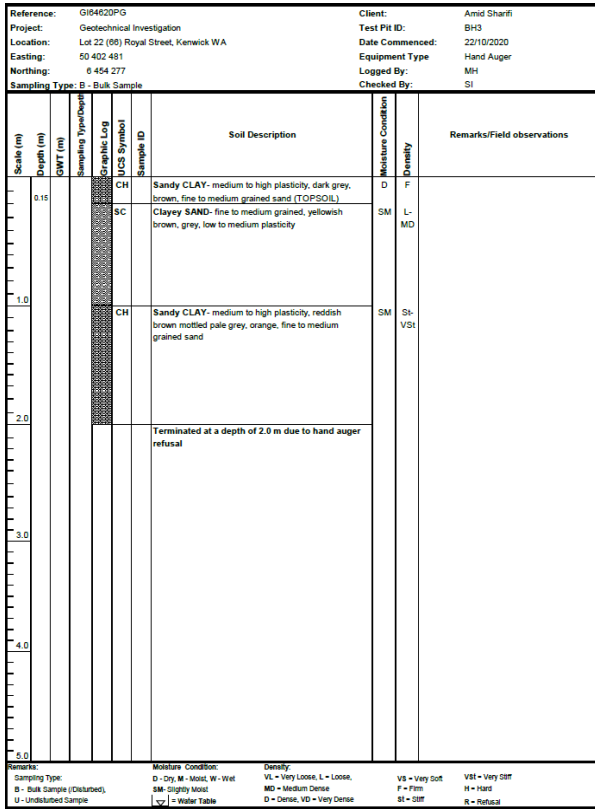 Reference: GI64620PG Client: Amid Sharifi
Project: Geotechnical Investigation Test Pit ID: BH3
Location: Lot 22 (66) Royal Street, Kenwick WA Date Commenced: 22/10/2020
Easting: 50 402 481 Equipment Type Hand Auger
Northing: 6 454 277 Logged By: MH
Sampling Type: B - Bulk Sample Checked By: SI
Scale (m) Depth (m) GWT (m) Sampling Type/Depth Graphic Log UCS Symbol Sample ID Soil Description Moisture Condition Density Remarks/Field observations
CH Sandy CLAY- medium to high plasticity, dark grey, D F
0.15 brown, fine to medium grained sand (TOPSOIL)
SC Clayey SAND- fine to medium grained, yellowish SM L-
brown, grey, low to medium plasticity MD
1.0
CH Sandy CLAY- medium to high plasticity, reddish SM St-
brown mottled pale grey, orange, fine to medium VSt
grained sand
2.0
Terminated at a depth of 2.0 m due to hand auger
refusal
3.0
4.0
5.0
Remarks: Moisture Condition: Density:
Sampling Type: D - Dry, M - Moist, W - Wet VL = Very Loose, L = Loose, VS = Very Soft VSt = Very Stiff
B - Bulk Sample (/Disturbed), SM- Slightly Moist MD = Medium Dense F = Firm H = Hard
U - Undisturbed Sample = Water Table D = Dense, VD = Very Dense St = Stiff R = Refusal